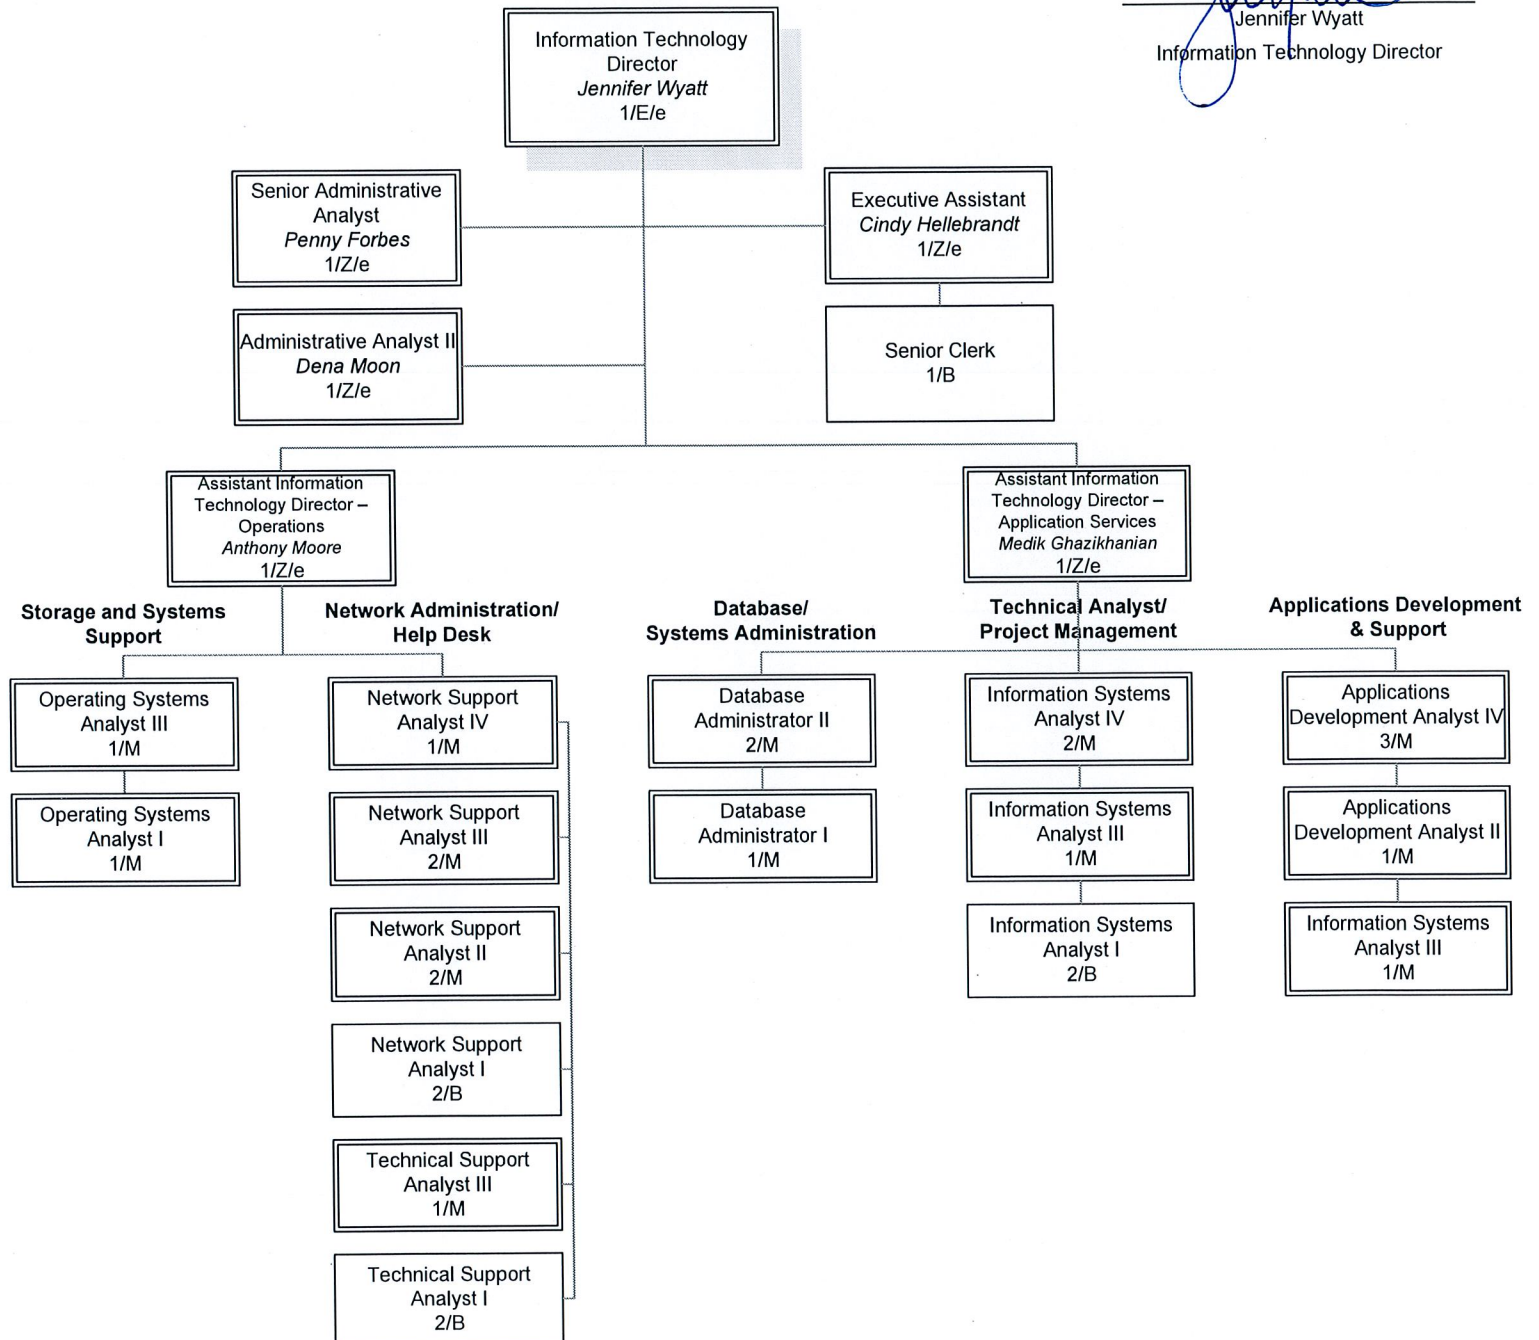 Jennifer Wyatt
Information Technology Director
Information Technology
Director
Jennifer Wyatt
1/E/e
Senior Administrative
Analyst
Penny Forbes
1/Z/e
Executive Assistant
Cindy Hellebrandt
1/Z/e
Administrative Analyst II
Dena Moon
1/Z/e
Senior Clerk
1/B
Assistant Information
Technology Director –
Operations
Anthony Moore
1/Z/e
Assistant Information
Technology Director –
Application Services
Medik Ghazikhanian
1/Z/e
Storage and Systems
Support
Operating Systems
Analyst III
1/M
Operating Systems
Analyst I
1/M
Network Administration/
Help Desk
Network Support
Analyst IV
1/M
Network Support
Analyst III
2/M
Network Support
Analyst II
2/M
Network Support
Analyst I
2/B
Technical Support
Analyst III
1/M
Technical Support
Analyst I
2/B
Database/
Systems Administration
Database
Administrator II
2/M
Database
Administrator I
1/M
Technical Analyst/
Project Management
Information Systems
Analyst IV
2/M
Information Systems
Analyst III
1/M
Information Systems
Analyst I
2/B
Applications Development
& Support
Applications
Development Analyst IV
3/M
Applications
Development Analyst II
1/M
Information Systems
Analyst III
1/M